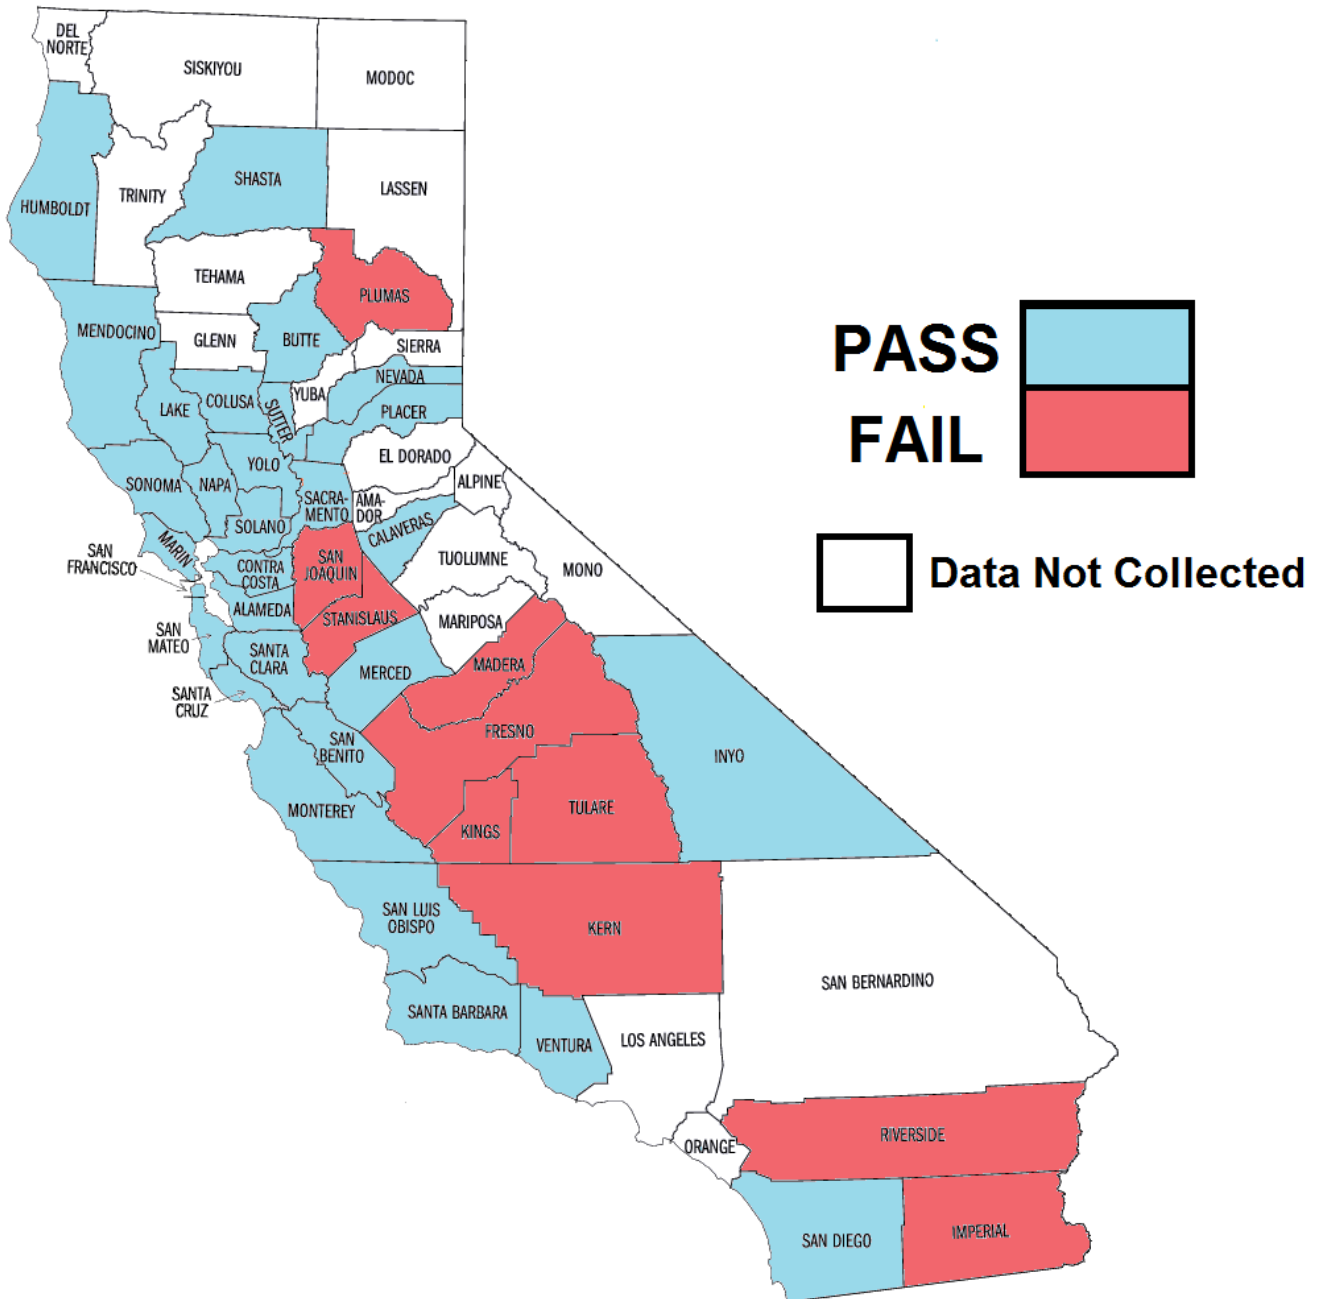 DEL
NORTE
SISKIYOU
MODOC
HUMBOLDT
TRINITY
SHASTA
LASSEN
TEHAMA
PLUMAS
MENDOCINO
GLENN
BUTTE
SIERRA
LAKE
COLUSA
SUTTER
YUBA
NEVADA
PLACER
SONOMA
NAPA
YOLO
EL DORADO
ALPINE
SACRA-
MENTO
AMA-
DOR
SOLANO
CALAVERAS
MARIN
SAN
FRANCISCO
CONTRA
COSTA
SAN
JOAQUIN
TUOLUMNE
MONO
ALAMEDA
STANISLAUS
MARIPOSA
SAN
MATEO
SANTA
CLARA
MERCED
MADERA
SANTA
CRUZ
SAN
BENITO
FRESNO
INYO
MONTEREY
KINGS
TULARE
SAN LUIS
OBISPO
KERN
SAN BERNARDINO
SANTA BARBARA
VENTURA
LOS ANGELES
ORANGE
RIVERSIDE
SAN DIEGO
IMPERIAL
PASS
FAIL
Data Not Collected